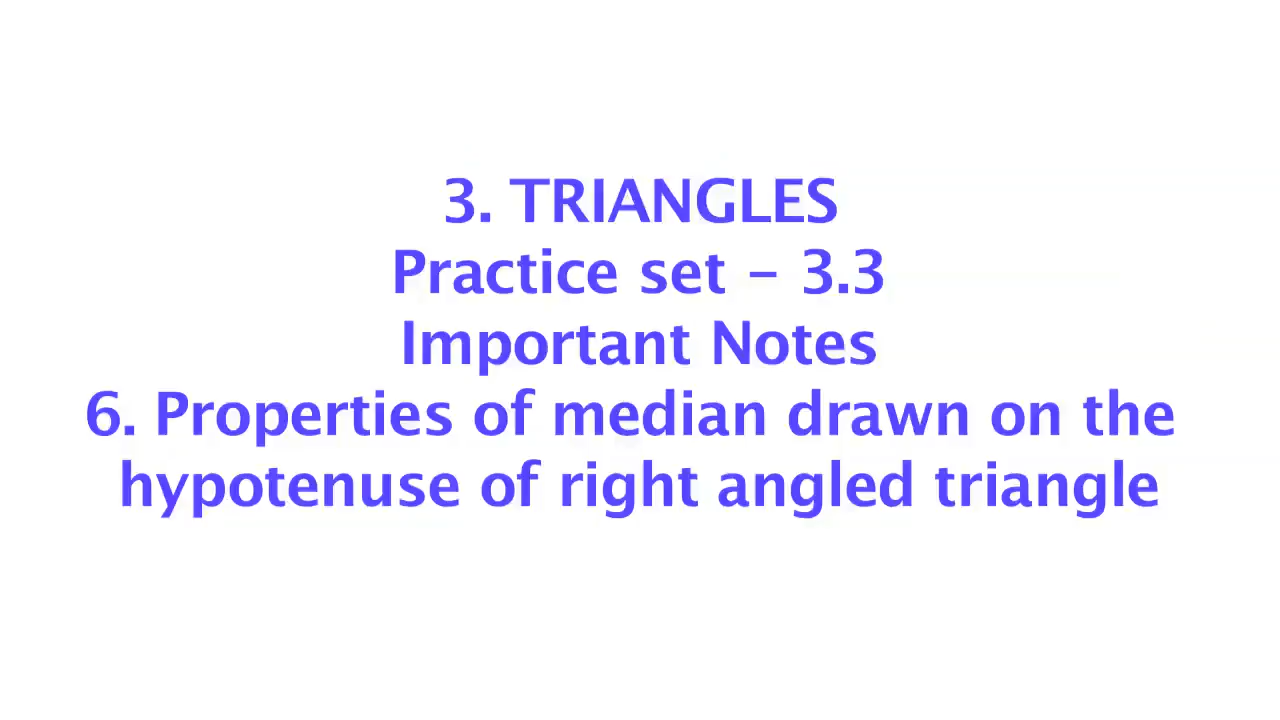 3. TRIANGLES
Practice set - 3.3
Important Notes
6. Properties of median drawn on the
hypotenuse of right angled triangle